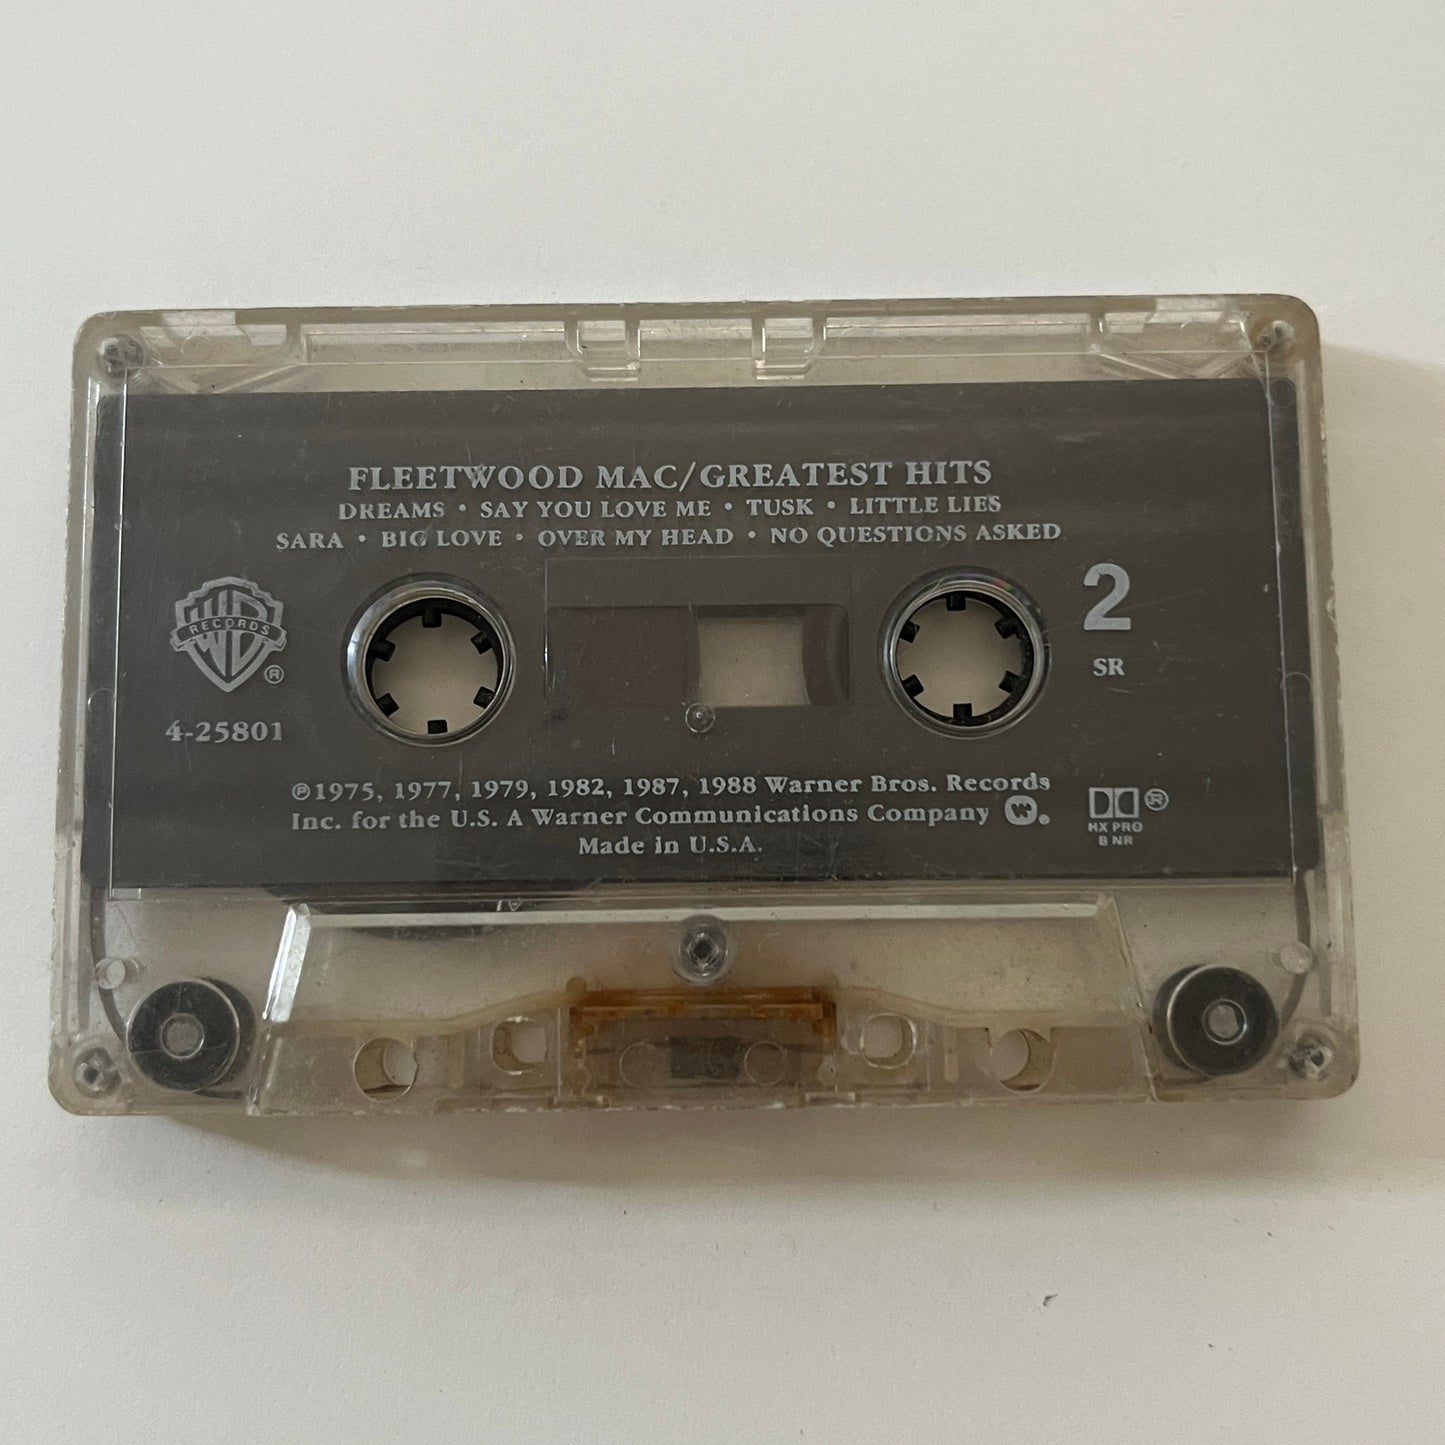 FLEETWOOD MAC/GREATEST HITS
DREAMS • SAY YOU LOVE ME • TUSK • LITTLE LIES
SARA • BIG LOVE • OVER MY HEAD • NO QUESTIONS ASKED
WB
RECORDS
®
4-25801
2
SR
℗1975, 1977, 1979, 1982, 1987, 1988 Warner Bros. Records
Inc. for the U.S. A Warner Communications Company W.
Made in U.S.A.
®
HX PRO
B NR